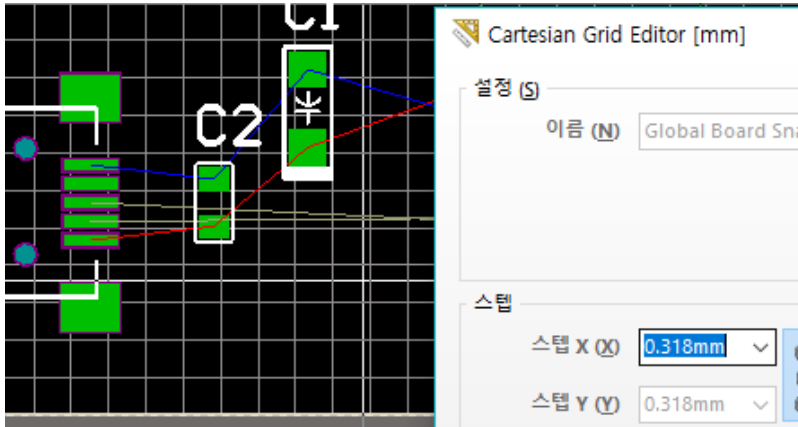 C1
C2
Cartesian Grid Editor [mm]
설정 (S)
이름 (N)
Global Board Sna
스텝
스텝 X (X)
0.318mm
스텝 Y (Y)
0.318mm